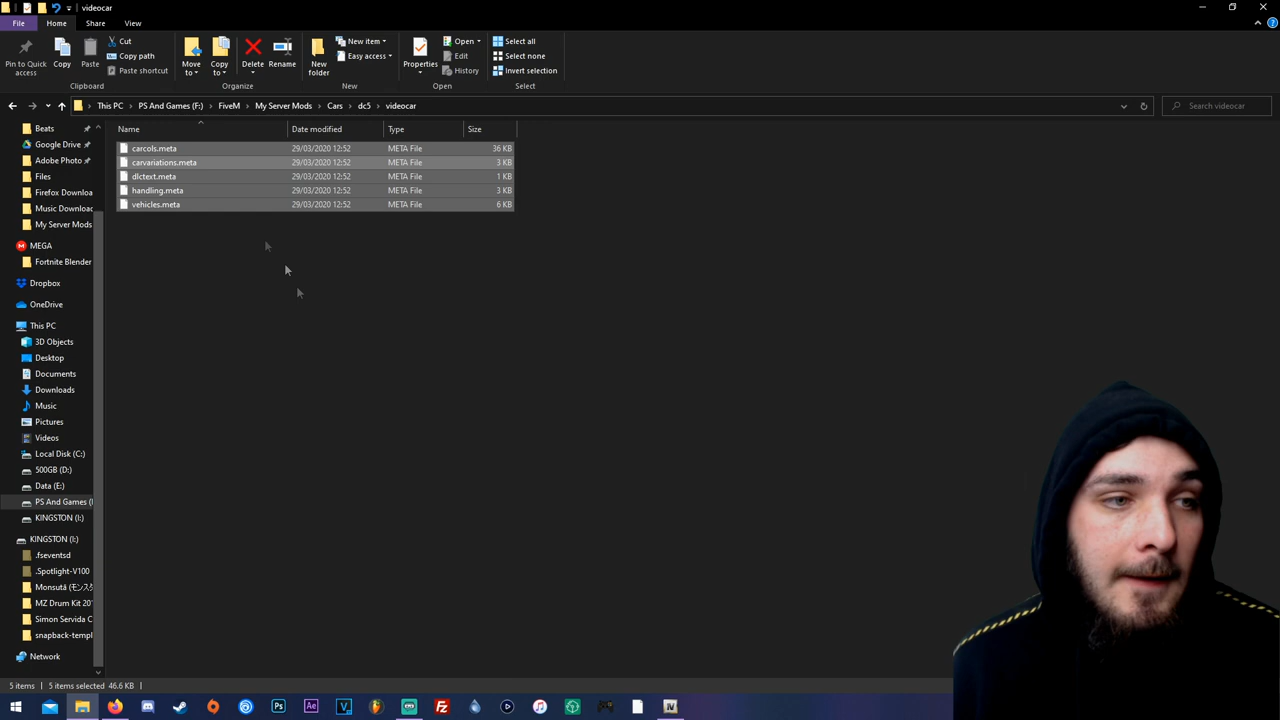 videocar
File
Home
Share
View
Pin to Quick access
Copy
Paste
Cut
Copy path
Paste shortcut
Clipboard
Move to
Copy to
Delete
Rename
Organize
New folder
New item
Easy access
New
Properties
Open
Edit
History
Open
Select all
Select none
Invert selection
Select
This PC
PS And Games (F:)
FiveM
My Server Mods
Cars
dc5
videocar
Search videocar
Name
Date modified
Type
Size
carcols.meta 29/03/2020 12:52 META File 36 KB
carvariations.meta 29/03/2020 12:52 META File 3 KB
dlctext.meta 29/03/2020 12:52 META File 1 KB
handling.meta 29/03/2020 12:52 META File 3 KB
vehicles.meta 29/03/2020 12:52 META File 6 KB
Beats
Google Drive
Adobe Photo
Files
Firefox Downloa
Music Download
My Server Mods
MEGA
Fortnite Blender
Dropbox
OneDrive
This PC
3D Objects
Desktop
Documents
Downloads
Music
Pictures
Videos
Local Disk (C:)
500GB (D:)
Data (E:)
PS And Games (
KINGSTON (I:)
KINGSTON (I:)
.fseventsd
.Spotlight-V100
Monsutā (モンス
MZ Drum Kit 20
Simon Servida C
snapback-templ
Network
5 items
5 items selected 46.6 KB
Ps
Ae
V
Fz
IV